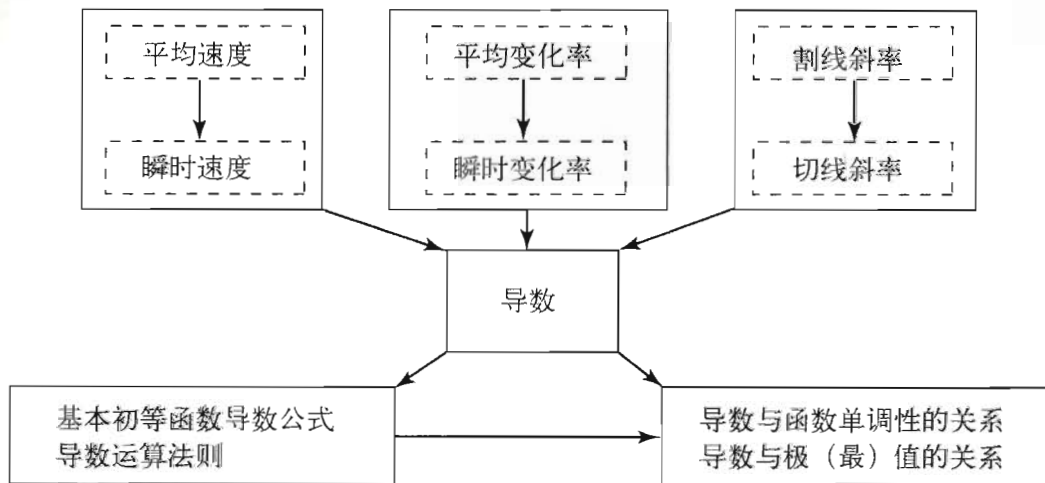 平均速度
瞬时速度
平均变化率
瞬时变化率
割线斜率
切线斜率
导数
基本初等函数导数公式
导数运算法则
导数与函数单调性的关系
导数与极（最）值的关系